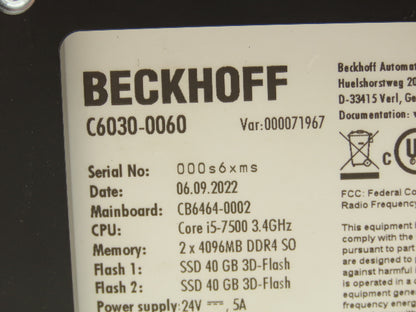 BECKHOFF
C6030-0060 Var:000071967
Serial No: 000s6xms
Date: 06.09.2022
Mainboard: CB6464-0002
CPU: Core i5-7500 3.4GHz
Memory: 2 x 4096MB DDR4 SO
Flash 1: SSD 40 GB 3D-Flash
Flash 2: SSD 40 GB 3D-Flash
Power supply: 24V ⎓, 5A
Beckhoff Automat
Huelshorstweg 20
D-33415 Verl, Ge
Documentation: w
C U
FCC: Federal Co
Radio Frequency
This equipment
comply with the
pursuant to part
are designed to p
against harmful i
is operated in a c
equipment gener
frequency energ